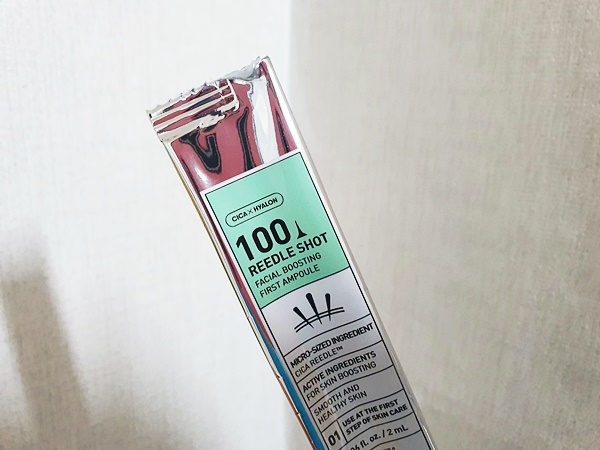 CICA x HYALON
100
REEDLE SHOT
FACIAL BOOSTING
FIRST AMPOULE
MICRO-SIZED INGREDIENT
CICA REEDLE™
ACTIVE INGREDIENTS
FOR SKIN BOOSTING
SMOOTH AND
HEALTHY SKIN
01 USE AT THE FIRST
STEP OF SKIN CARE
fl. oz. / 2 mL